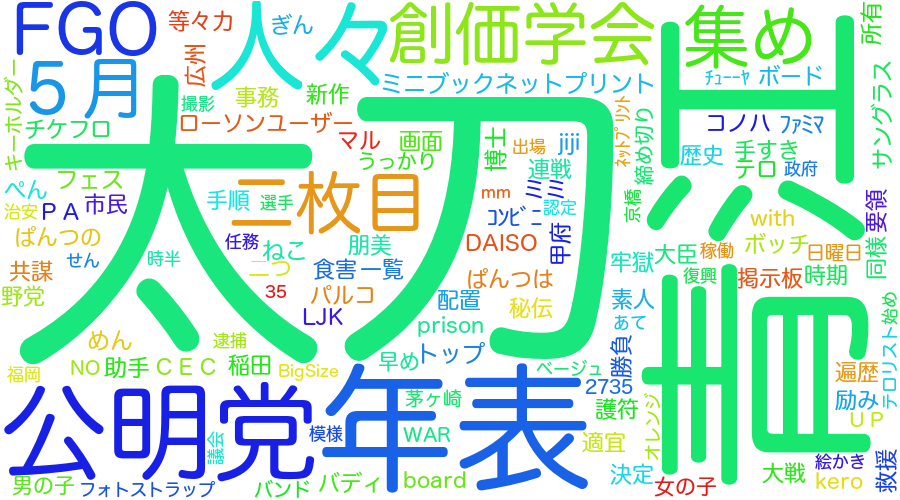 FGO
等々力
人々
ぎん
創価学会
集め
所有
5月
広州
ミニブックネットプリント
ﾁｭｰｰﾔ
ボード
キーホルダー
撮影
事務
新作
ﾈｯﾄﾌﾟﾘﾝﾄ
サングラス
チケフロ
ローソンユーザー
マル
画面
博士
出場
jiji
締め切り
コノハ
ﾌｧﾐﾏ
太刀
青江
うっかり
連戦
歴史
手すき
ぺん
フェス
二枚目
ミミ
テロ
政府
治安
PA
市民
手順
選手
mm
ｺﾝﾋﾞﾆ
認定
京橋
with
要領
ぱんつの
任務
ねこ
朋美
DAISO
甲府
大臣
稼働
ボッチ
日曜日
同様
共謀
せん
時半
二つ
食害
一覧
ぱんつは
牢獄
復興
掲示板
時期
野党
35
パルコ
LJK
配置
秘伝
素人
始め
めん
逮捕
prison
あて
勝負
NO
助手
CEC
稲田
BigSize
早め
トップ
ベージュ
遍歴
テロリスト
福岡
公明党
年表
茅ヶ崎
2735
護符
オレンジ
励み
議会
模様
WAR
適宜
UP
男の子
フォトストラップ
バンド
バディ
board
決定
女の子
大戦
絵かき
kero
救援